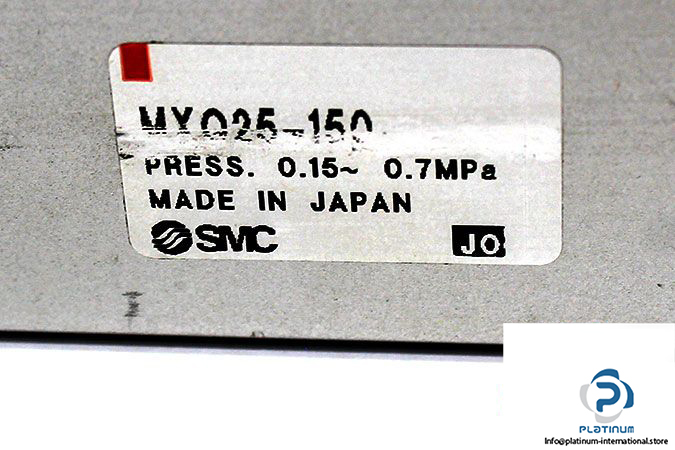 MXQ25-150
PRESS. 0.15~ 0.7MPa
MADE IN JAPAN
SMC
JO
PLATINUM
Info@platinum-international.store